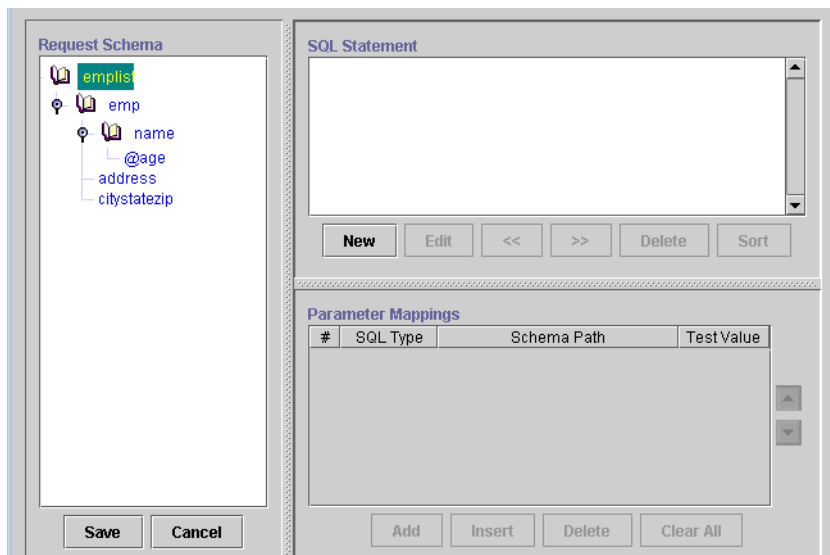 Request Schema
emplist
emp
name
@age
address
citystatezip
Save Cancel
SQL Statement
New Edit << >> Delete Sort
Parameter Mappings
# SQL Type Schema Path Test Value
Add Insert Delete Clear All